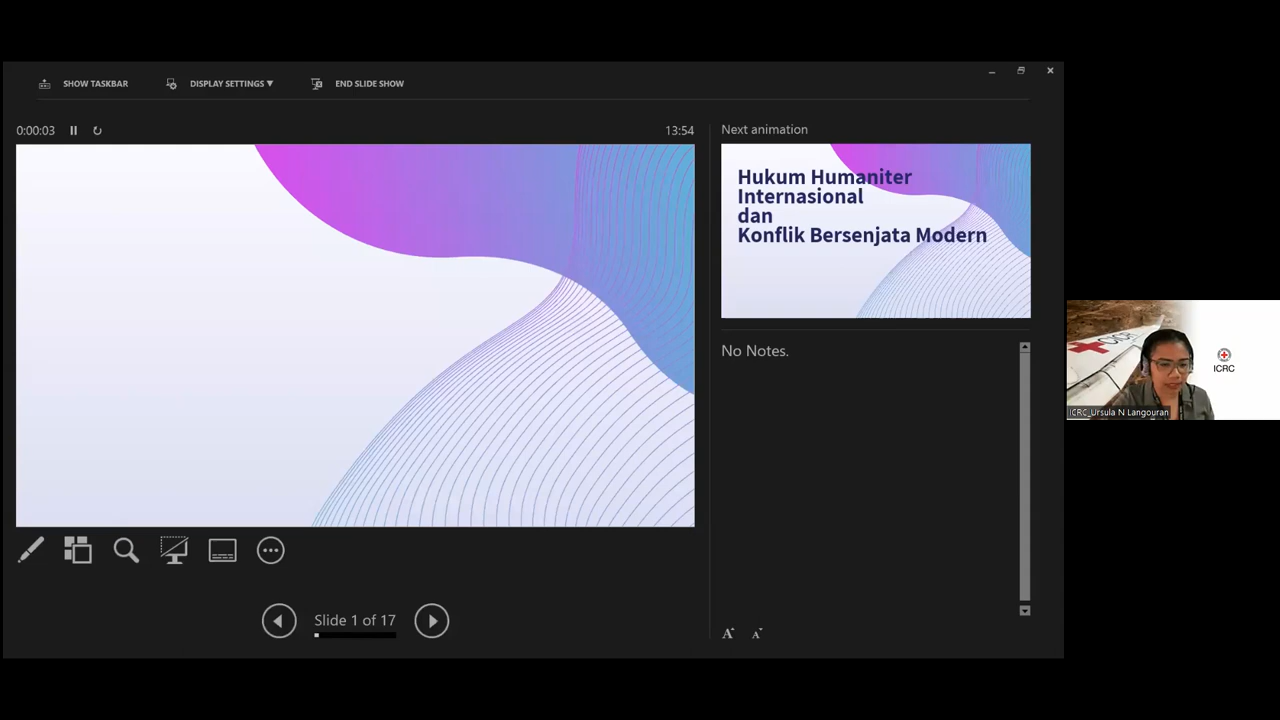 SHOW TASKBAR
DISPLAY SETTINGS ▼
END SLIDE SHOW
0:00:03
13:54
Next animation
Hukum Humaniter
Internasional
dan
Konflik Bersenjata Modern
No Notes.
CICR
ICRC
ICRC_Ursula N Langouran
Slide 1 of 17
A A